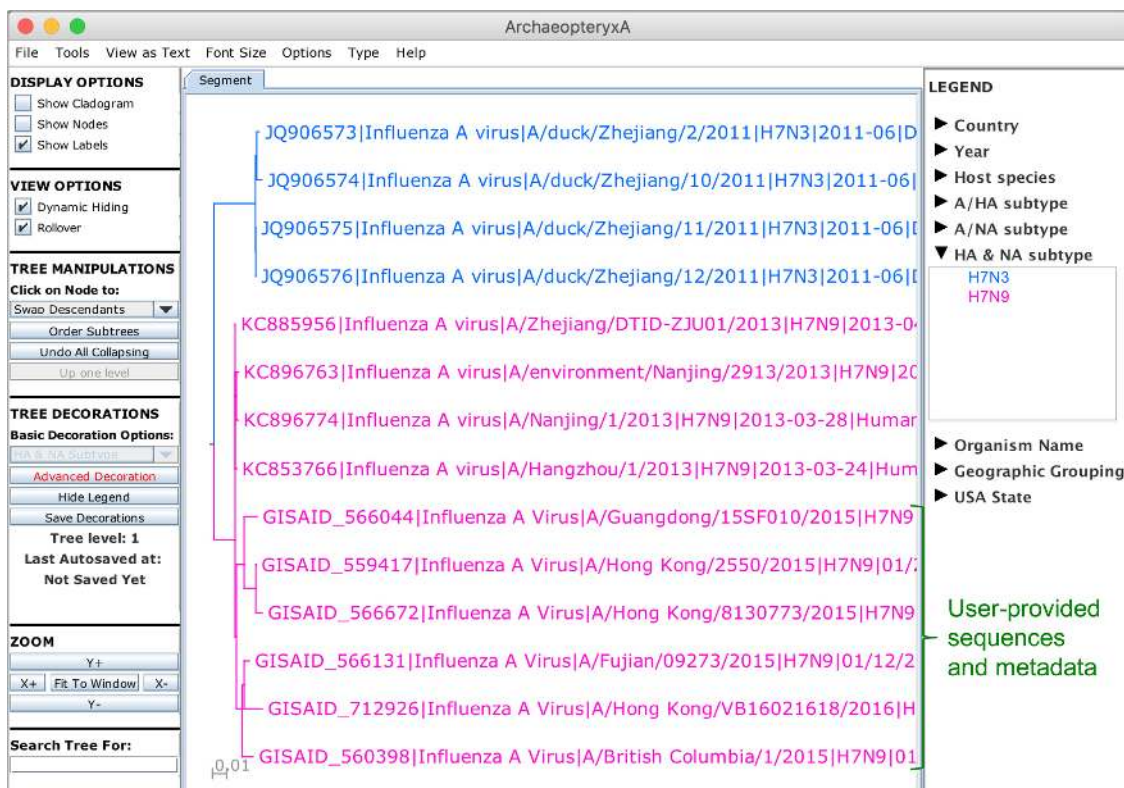 ArchaeopteryxA
File Tools View as Text Font Size Options Type Help
DISPLAY OPTIONS
Show Cladogram
Show Nodes
Show Labels
VIEW OPTIONS
Dynamic Hiding
Rollover
TREE MANIPULATIONS
Click on Node to:
Swap Descendants
Order Subtrees
Undo All Collapsing
Up one level
TREE DECORATIONS
Basic Decoration Options:
HA & NA Subtype
Advanced Decoration
Hide Legend
Save Decorations
Tree level: 1
Last Autosaved at:
Not Saved Yet
ZOOM
Y+
X+ Fit To Window X-
Y-
Search Tree For:
Segment
JQ906573|Influenza A virus|A/duck/Zhejiang/2/2011|H7N3|2011-06|D
JQ906574|Influenza A virus|A/duck/Zhejiang/10/2011|H7N3|2011-06|
JQ906575|Influenza A virus|A/duck/Zhejiang/11/2011|H7N3|2011-06|D
JQ906576|Influenza A virus|A/duck/Zhejiang/12/2011|H7N3|2011-06|D
KC885956|Influenza A virus|A/Zhejiang/DTID-ZJU01/2013|H7N9|2013-04
KC896763|Influenza A virus|A/environment/Nanjing/2913/2013|H7N9|20
KC896774|Influenza A virus|A/Nanjing/1/2013|H7N9|2013-03-28|Human
KC853766|Influenza A virus|A/Hangzhou/1/2013|H7N9|2013-03-24|Hum
GISAID_566044|Influenza A Virus|A/Guangdong/15SF010/2015|H7N9
GISAID_559417|Influenza A Virus|A/Hong Kong/2550/2015|H7N9|01/2
GISAID_566672|Influenza A Virus|A/Hong Kong/8130773/2015|H7N9
GISAID_566131|Influenza A Virus|A/Fujian/09273/2015|H7N9|01/12/2
GISAID_712926|Influenza A Virus|A/Hong Kong/VB16021618/2016|H
GISAID_560398|Influenza A Virus|A/British Columbia/1/2015|H7N9|01
0.01
LEGEND
Country
Year
Host species
A/HA subtype
A/NA subtype
HA & NA subtype
H7N3
H7N9
Organism Name
Geographic Grouping
USA State
User-provided
sequences
and metadata